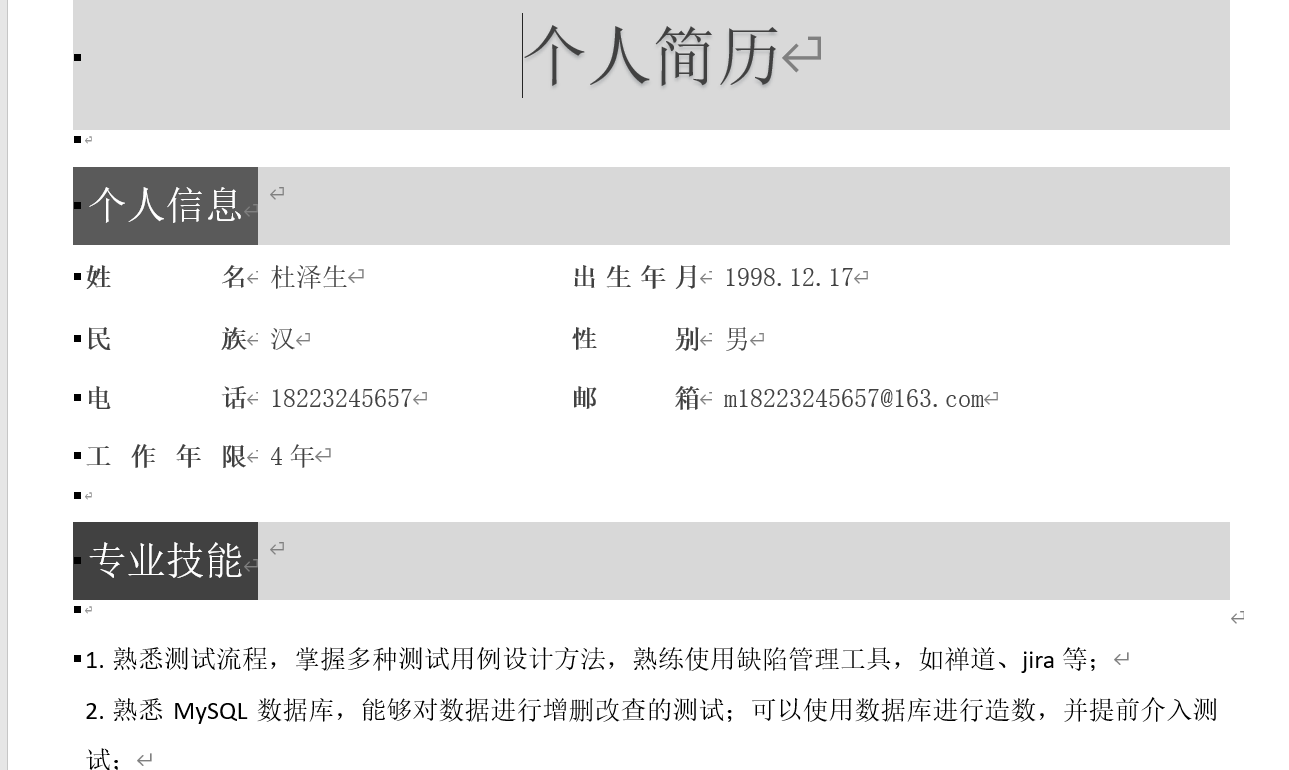 个人简历
个人信息
姓名 杜泽生 出生年月 1998.12.17
民族 汉 性别 男
电话 18223245657 邮箱 m18223245657@163.com
工作年限 4 年
专业技能
1. 熟悉测试流程，掌握多种测试用例设计方法，熟练使用缺陷管理工具，如禅道、jira 等；
2. 熟悉 MySQL 数据库，能够对数据进行增删改查的测试；可以使用数据库进行造数，并提前介入测
试；